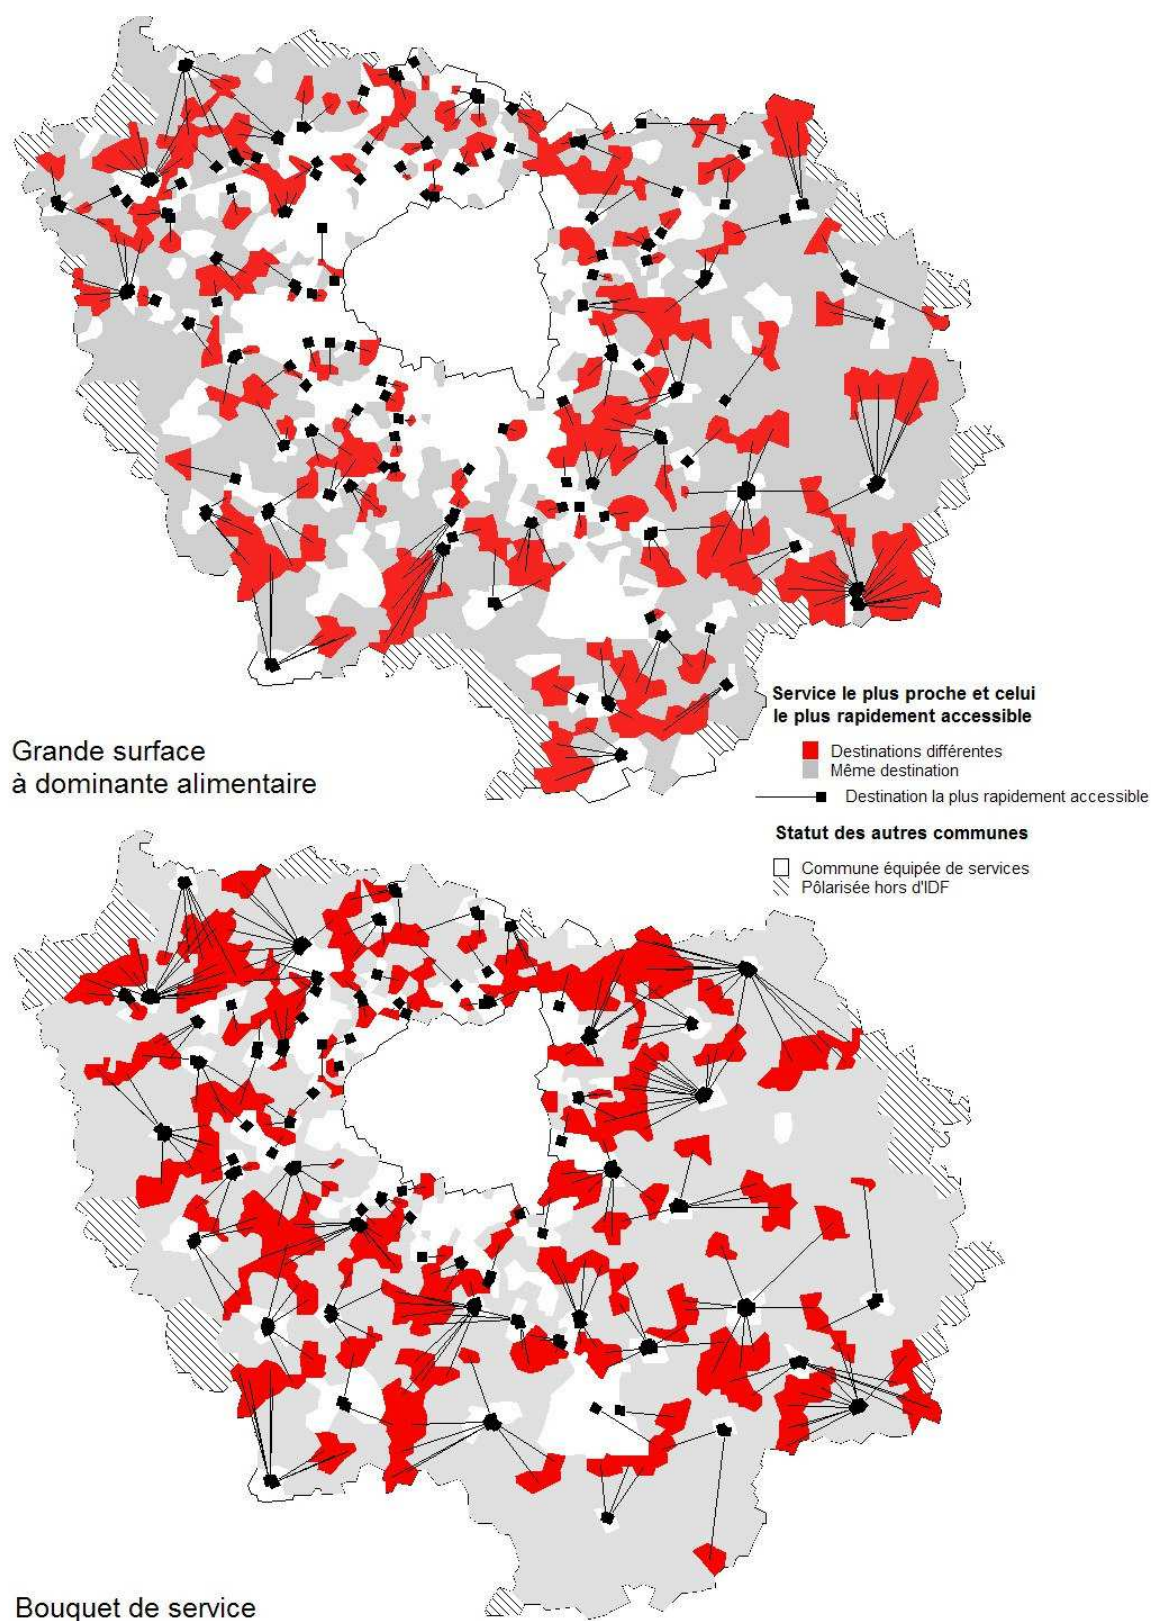 Grande surface
à dominante alimentaire
Service le plus proche et celui
le plus rapidement accessible
Destinations différentes
Même destination
Destination la plus rapidement accessible
Statut des autres communes
Commune équipée de services
Pôlarisée hors d'IDF
Bouquet de service